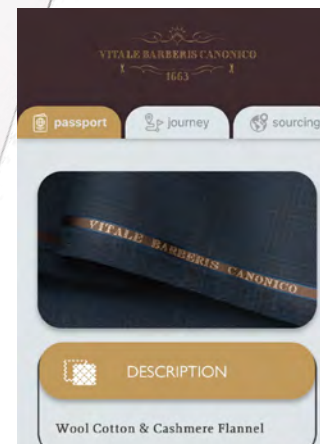 VITALE BARBERIS CANONICO
1663
passport
journey
sourcing
VITALE BARBERIS CANONICO
DESCRIPTION
Wool Cotton & Cashmere Flannel